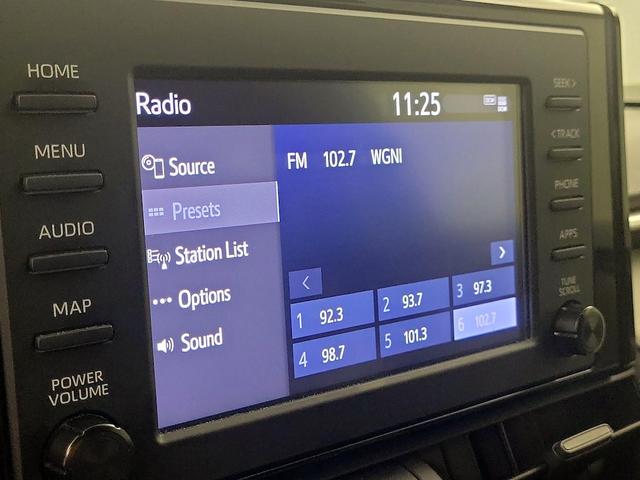 HOME
MENU
AUDIO
MAP
POWER
VOLUME
Radio
11:25
Source
Presets
Station List
Options
Sound
FM 102.7 WGNI
<
>
1 92.3
2 93.7
3 97.3
4 98.7
5 101.3
6 102.7
SEEK >
< TRACK
PHONE
APPS
TUNE
SCROLL